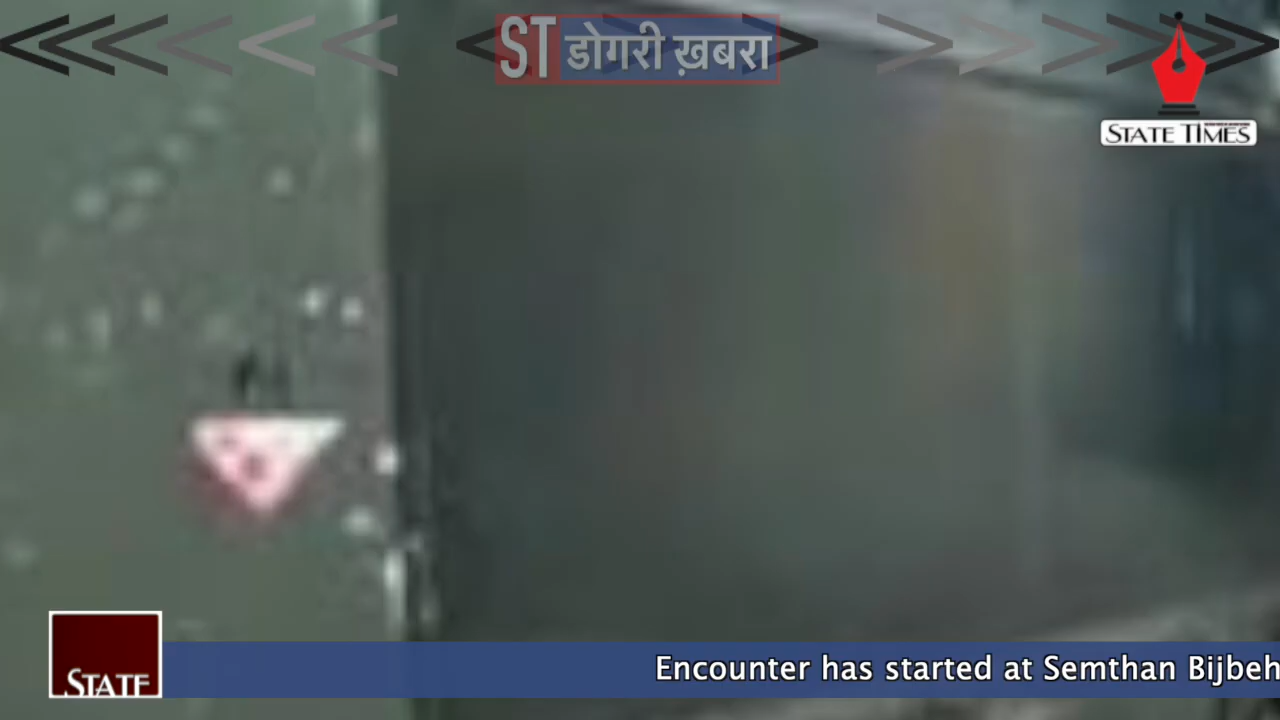 ST डोगरी ख़बरा
STATE TIMES
STATE
Encounter has started at Semthan Bijbeh